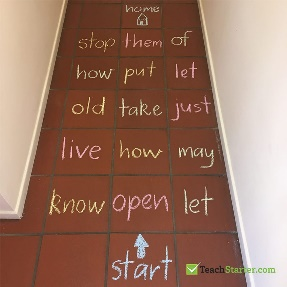 home
stop them of
how put let
old take just
live how may
know open let
start
TeachStarter.com